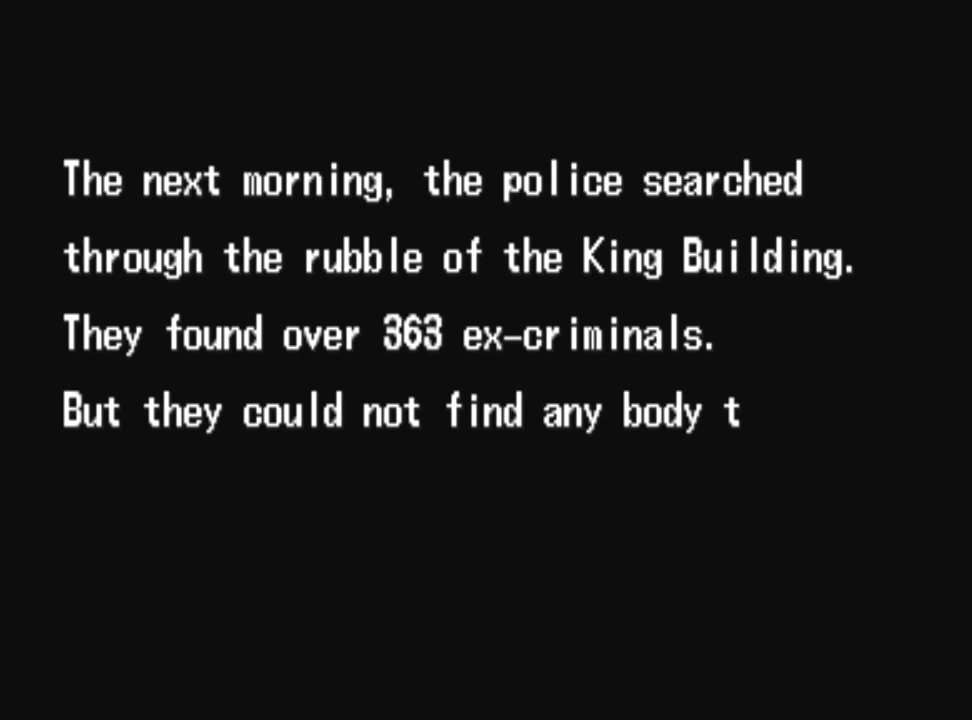 The next morning, the police searched
through the rubble of the King Building.
They found over 363 ex-criminals.
But they could not find any body t